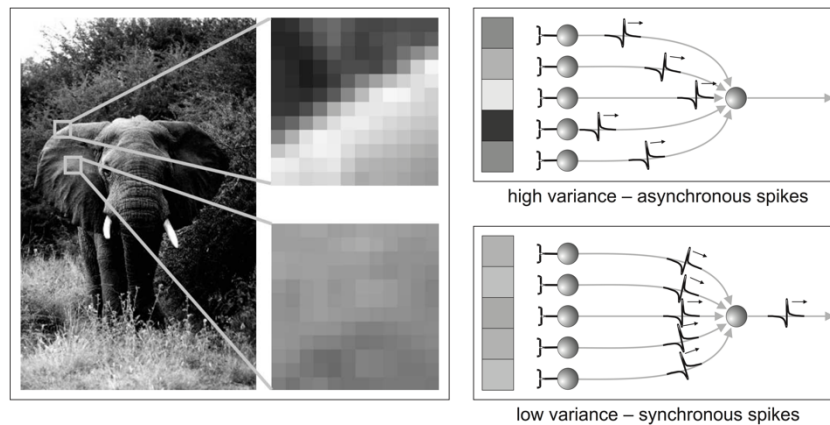 high variance – asynchronous spikes
low variance – synchronous spikes